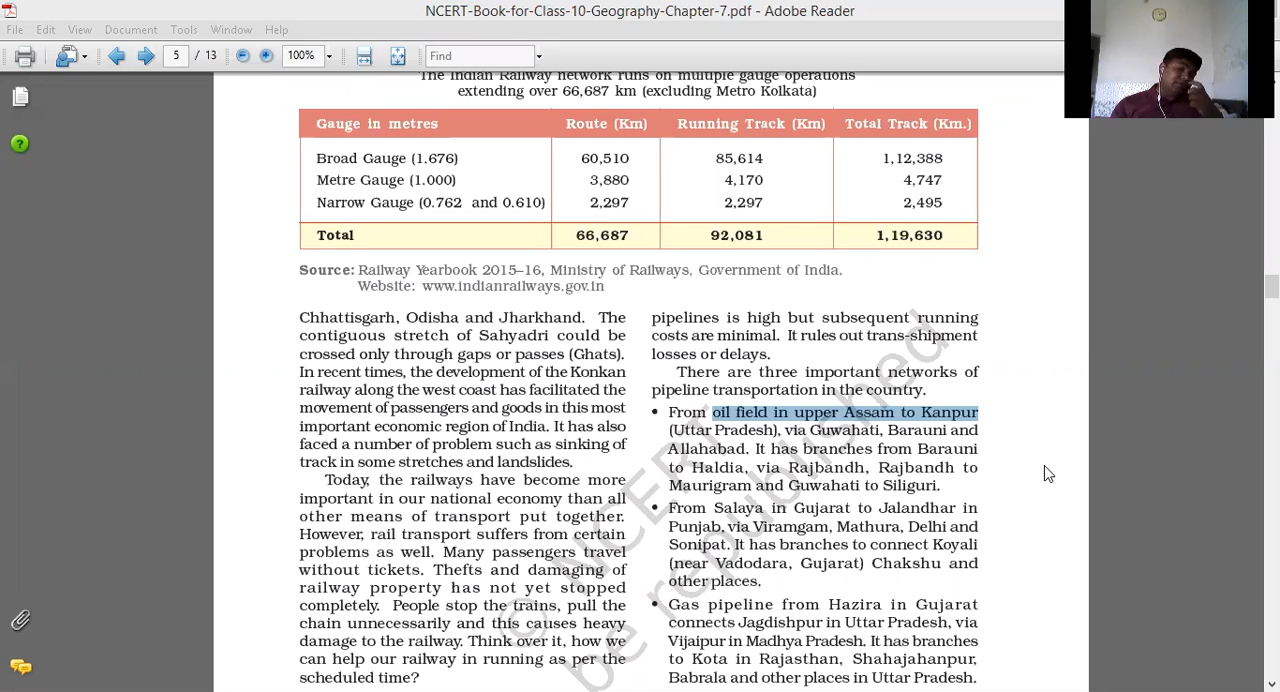 NCERT-Book-for-Class-10-Geography-Chapter-7.pdf - Adobe Reader
File Edit View Document Tools Window Help
5 / 13 100% Find
The Indian Railway network runs on multiple gauge operations
extending over 66,687 km (excluding Metro Kolkata)
Gauge in metres Route (Km) Running Track (Km) Total Track (Km.)
Broad Gauge (1.676) 60,510 85,614 1,12,388
Metre Gauge (1.000) 3,880 4,170 4,747
Narrow Gauge (0.762 and 0.610) 2,297 2,297 2,495
Total 66,687 92,081 1,19,630
Source: Railway Yearbook 2015–16, Ministry of Railways, Government of India.
Website: www.indianrailways.gov.in
Chhattisgarh, Odisha and Jharkhand. The
contiguous stretch of Sahyadri could be
crossed only through gaps or passes (Ghats).
In recent times, the development of the Konkan
railway along the west coast has facilitated the
movement of passengers and goods in this most
important economic region of India. It has also
faced a number of problem such as sinking of
track in some stretches and landslides.
Today, the railways have become more
important in our national economy than all
other means of transport put together.
However, rail transport suffers from certain
problems as well. Many passengers travel
without tickets. Thefts and damaging of
railway property has not yet stopped
completely. People stop the trains, pull the
chain unnecessarily and this causes heavy
damage to the railway. Think over it, how we
can help our railway in running as per the
scheduled time?
pipelines is high but subsequent running
costs are minimal. It rules out trans-shipment
losses or delays.
There are three important networks of
pipeline transportation in the country.
• From oil field in upper Assam to Kanpur
(Uttar Pradesh), via Guwahati, Barauni and
Allahabad. It has branches from Barauni
to Haldia, via Rajbandh, Rajbandh to
Maurigram and Guwahati to Siliguri.
• From Salaya in Gujarat to Jalandhar in
Punjab, via Viramgam, Mathura, Delhi and
Sonipat. It has branches to connect Koyali
(near Vadodara, Gujarat) Chakshu and
other places.
• Gas pipeline from Hazira in Gujarat
connects Jagdishpur in Uttar Pradesh, via
Vijaipur in Madhya Pradesh. It has branches
to Kota in Rajasthan, Shahajahanpur,
Babrala and other places in Uttar Pradesh.
© NCERT
be republished